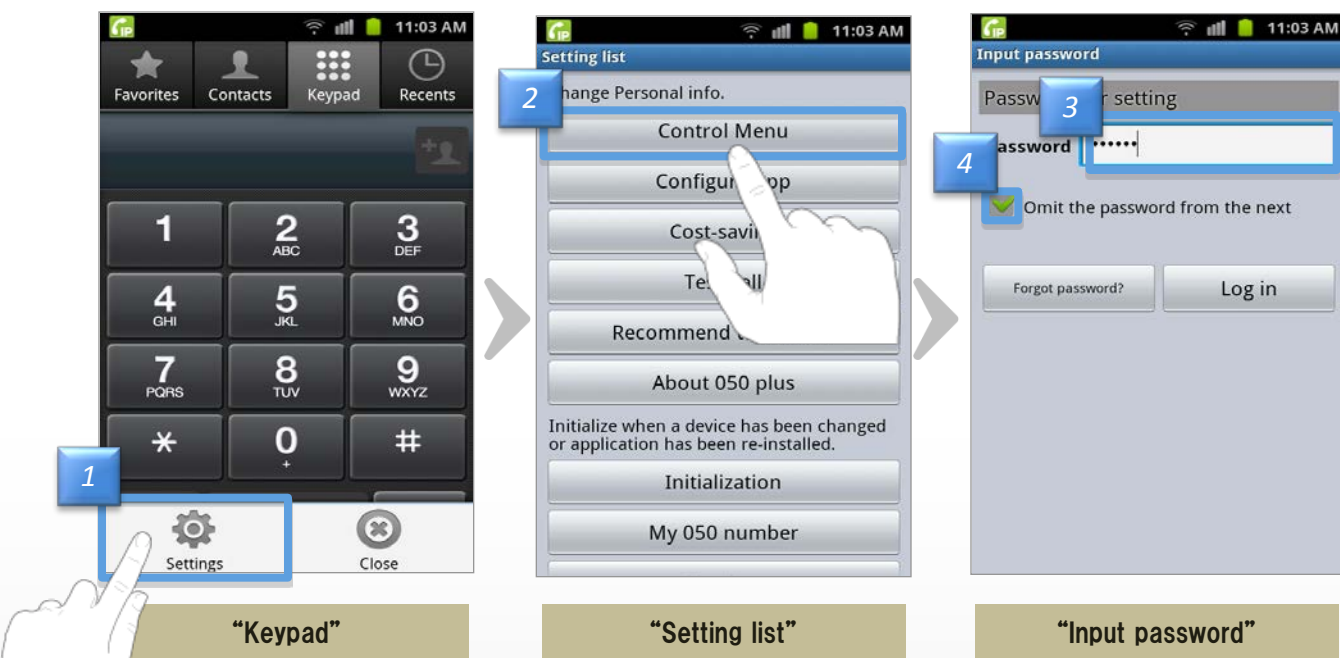 IP
11:03 AM
Favorites
Contacts
Keypad
Recents
1
2
ABC
3
DEF
4
GHI
5
JKL
6
MNO
7
PQRS
8
TUV
9
WXYZ
*
0
+
#
1
Settings
Close
"Keypad"
IP
11:03 AM
Setting list
2
hange Personal info.
Control Menu
Configur pp
Cost-savi
Te all
Recommend
About 050 plus
Initialize when a device has been changed
or application has been re-installed.
Initialization
My 050 number
"Setting list"
IP
11:03 AM
Input password
Passw r setting
3
assword ••••••
4
Omit the password from the next
Forgot password?
Log in
"Input password"